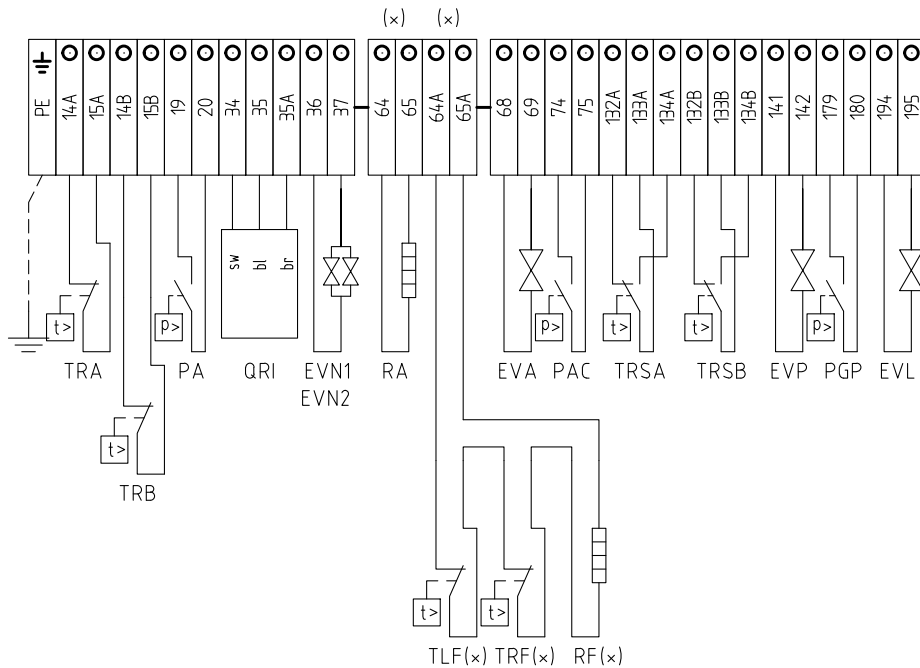 (x) (x)
PE 14A 15A 14B 15B 19 20 34 35 35A 36 37 64 65 64A 65A 68 69 74 75 132A 133A 134A 132B 133B 134B 141 142 179 180 194 195
sw bl br
t> p> p> t> t> p>
TRA PA QRI EVN1 RA EVA PAC TRSA TRSB EVP PGP EVL
EVN2
t>
TRB
t> t>
TLF(x) TRF(x) RF(x)